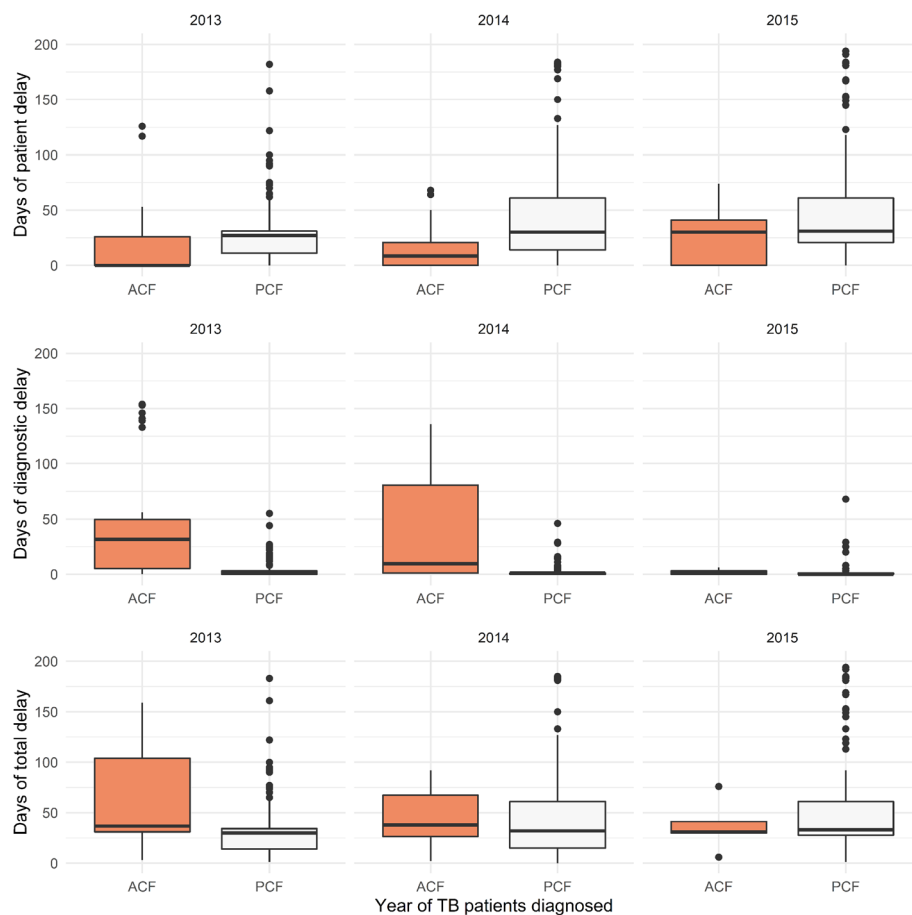 2013 2014 2015
Days of patient delay
200
150
100
50
0
ACF PCF ACF PCF ACF PCF
2013 2014 2015
Days of diagnostic delay
200
150
100
50
0
ACF PCF ACF PCF ACF PCF
2013 2014 2015
Days of total delay
200
150
100
50
0
ACF PCF ACF PCF ACF PCF
Year of TB patients diagnosed